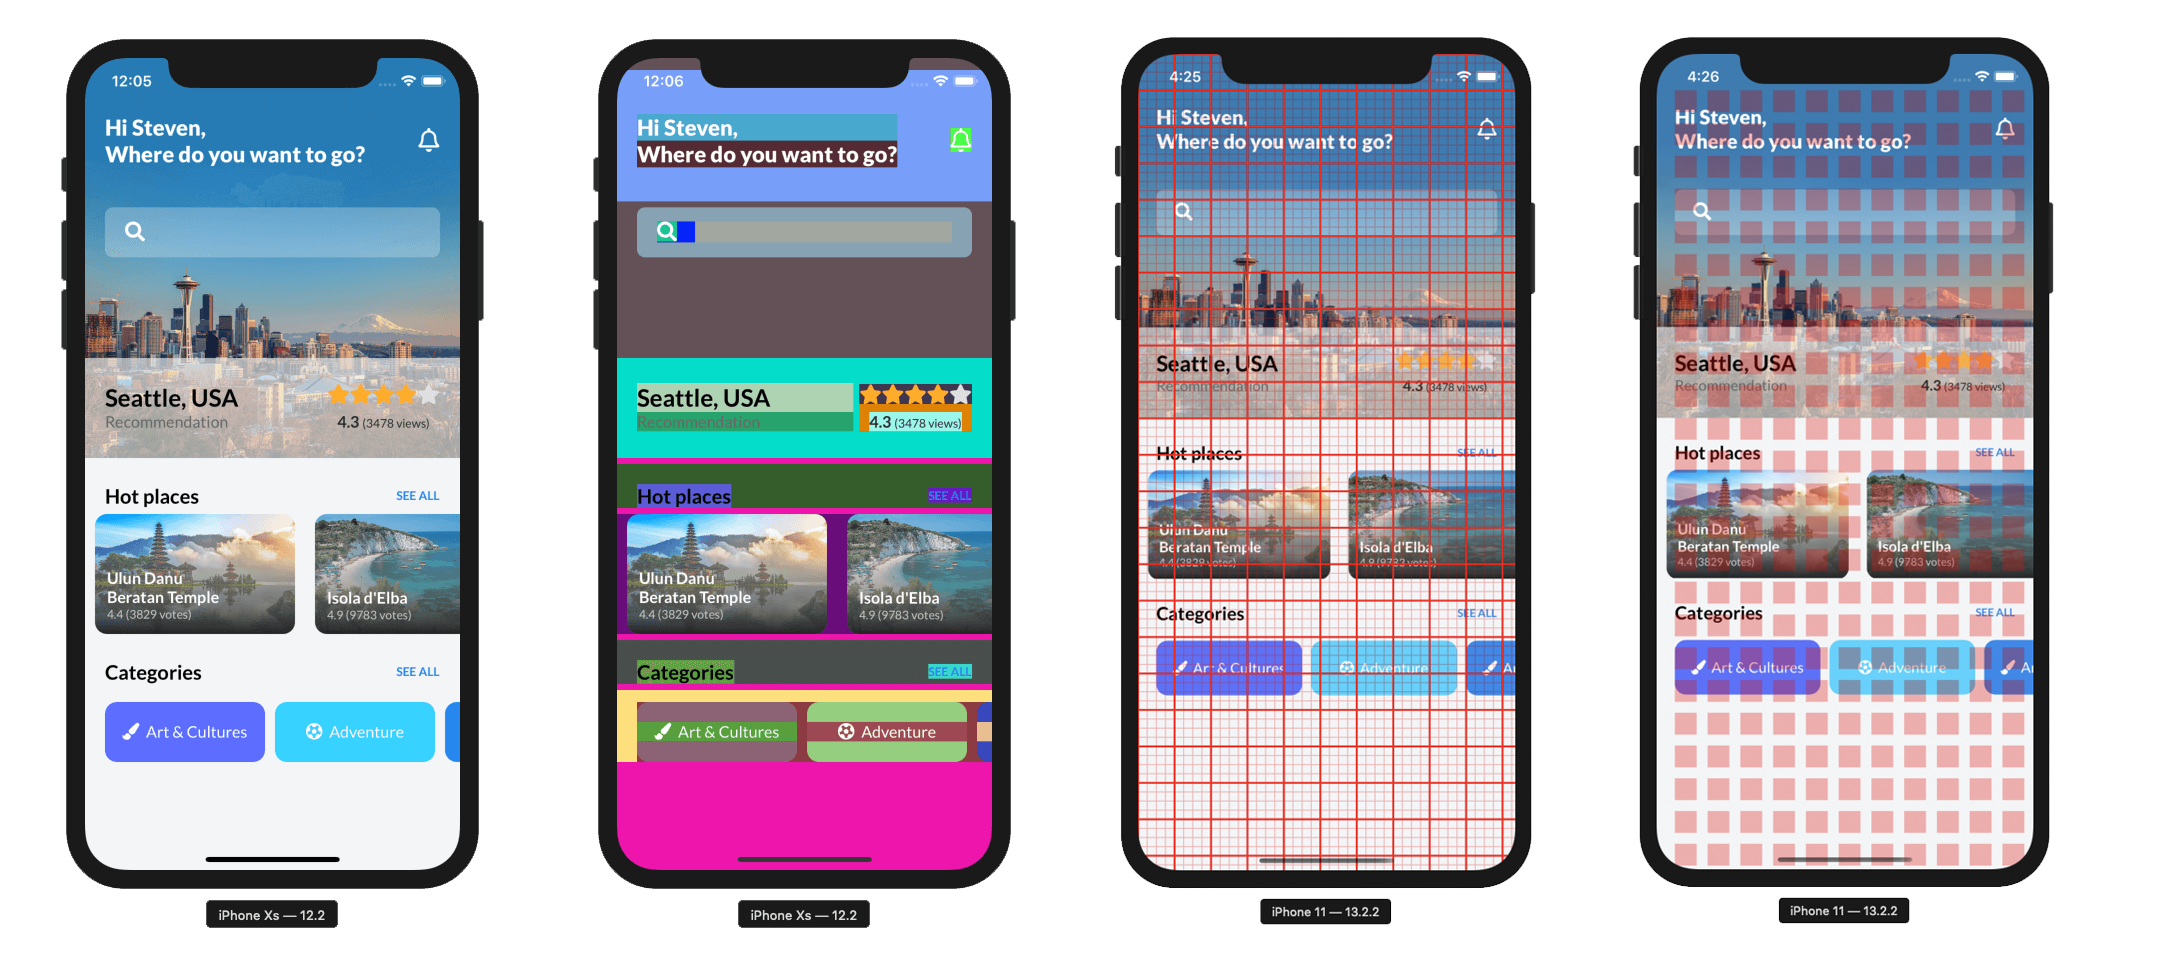 12:05
Hi Steven,
Where do you want to go?
Seattle, USA
Recommendation
4.3 (3478 views)
Hot places
SEE ALL
Ulun Danu
Beratan Temple
4.4 (3829 votes)
Isola d'Elba
4.9 (9783 votes)
Categories
SEE ALL
Art & Cultures
Adventure
iPhone Xs — 12.2
12:06
Hi Steven,
Where do you want to go?
Seattle, USA
Recommendation
4.3 (3478 views)
Hot places
SEE ALL
Ulun Danu
Beratan Temple
4.4 (3829 votes)
Isola d'Elba
4.9 (9783 votes)
Categories
SEE ALL
Art & Cultures
Adventure
iPhone Xs — 12.2
4:25
Hi Steven,
Where do you want to go?
Seattle, USA
Recommendation
4.3 (3478 views)
Hot places
SEE ALL
Ulun Danu
Beratan Temple
4.4 (3829 votes)
Isola d'Elba
4.9 (9783 votes)
Categories
SEE ALL
Art & Cultures
Adventure
A
iPhone 11 — 13.2.2
4:26
Hi Steven,
Where do you want to go?
Seattle, USA
Recommendation
4.3 (3478 views)
Hot places
SEE ALL
Ulun Danu
Beratan Temple
4.4 (3829 votes)
Isola d'Elba
4.9 (9783 votes)
Categories
SEE ALL
Art & Cultures
Adventure
A
iPhone 11 — 13.2.2